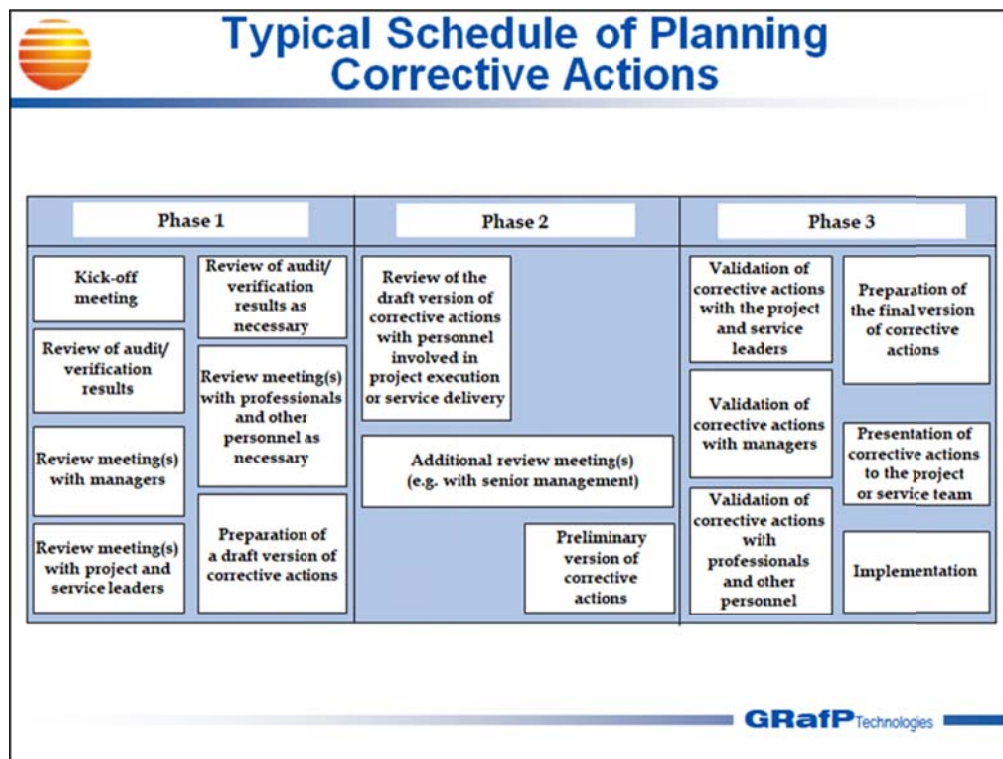 Typical Schedule of Planning
Corrective Actions
Phase 1
Kick-off
meeting
Review of audit/
verification
results
Review meeting(s)
with managers
Review meeting(s)
with project and
service leaders
Review of audit/
verification
results as
necessary
Review meeting(s)
with professionals
and other
personnel as
necessary
Preparation of
a draft version of
corrective actions
Phase 2
Review of the
draft version of
corrective actions
with personnel
involved in
project execution
or service delivery
Additional review meeting(s)
(e.g. with senior management)
Preliminary
version of
corrective
actions
Phase 3
Validation of
corrective actions
with the project
and service
leaders
Validation of
corrective actions
with managers
Validation of
corrective actions
with
professionals
and other
personnel
Preparation of
the final version
of corrective
actions
Presentation of
corrective actions
to the project
or service team
Implementation
GRafP Technologies